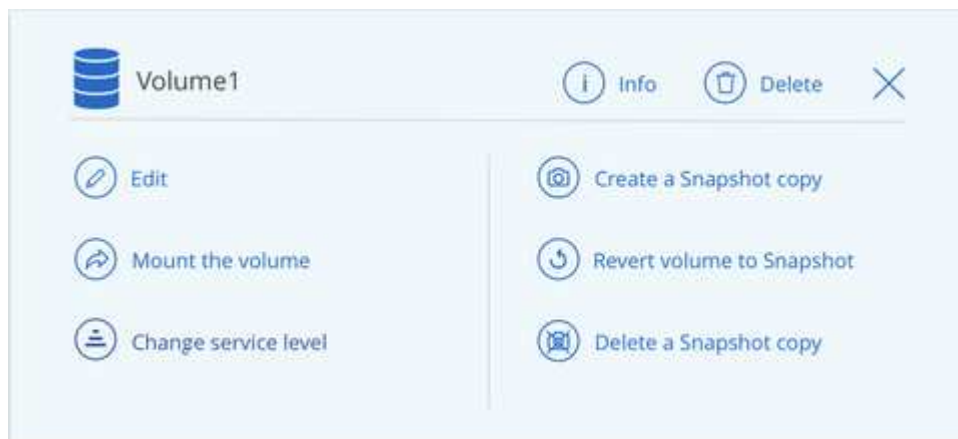 Volume1
Info
Delete
Edit
Mount the volume
Change service level
Create a Snapshot copy
Revert volume to Snapshot
Delete a Snapshot copy